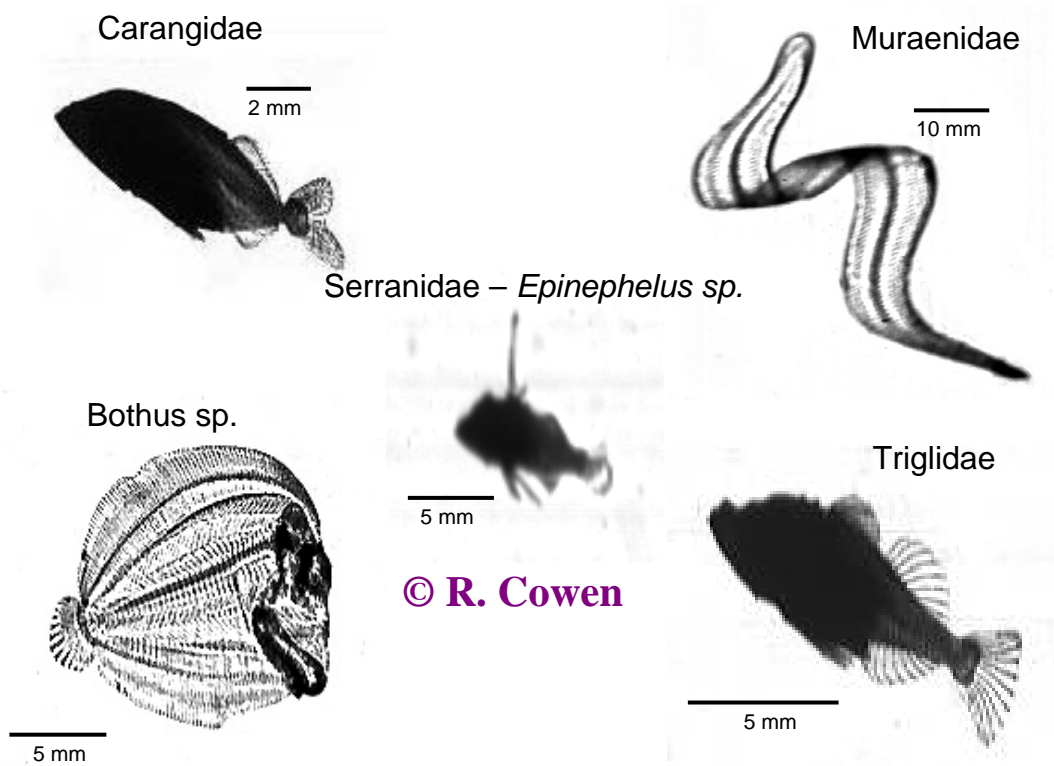 Carangidae
2 mm
Muraenidae
10 mm
Serranidae – Epinephelus sp.
5 mm
Bothus sp.
5 mm
Triglidae
5 mm
© R. Cowen